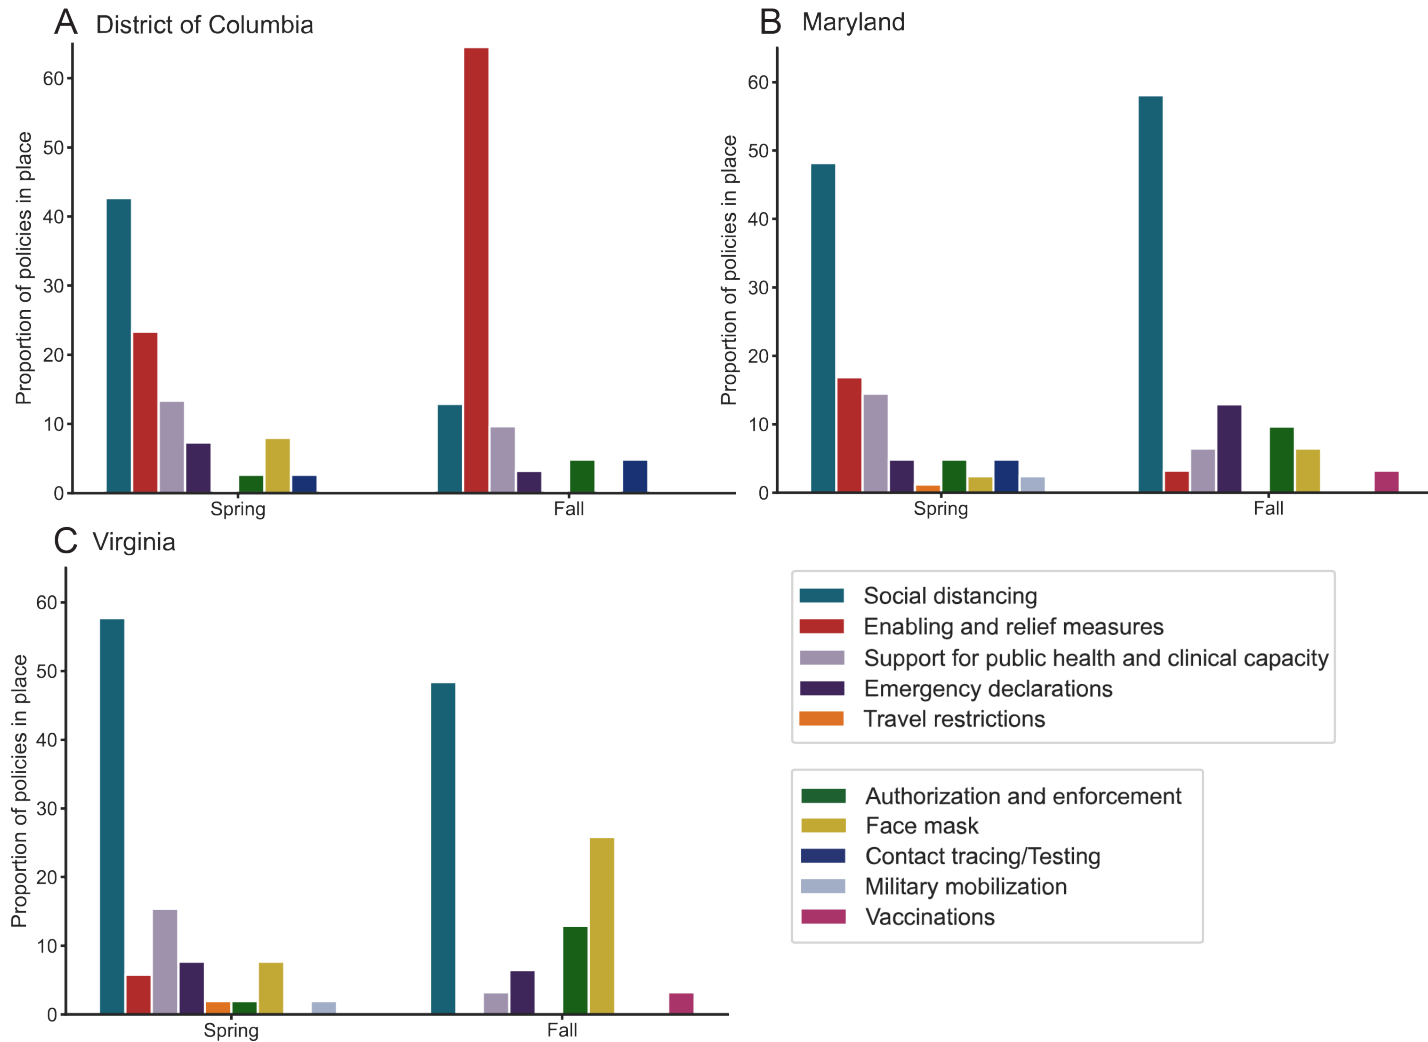 A District of Columbia
Proportion of policies in place
60
50
40
30
20
10
0
Spring
Fall
B Maryland
Proportion of policies in place
60
50
40
30
20
10
0
Spring
Fall
C Virginia
Proportion of policies in place
60
50
40
30
20
10
0
Spring
Fall
Social distancing
Enabling and relief measures
Support for public health and clinical capacity
Emergency declarations
Travel restrictions
Authorization and enforcement
Face mask
Contact tracing/Testing
Military mobilization
Vaccinations